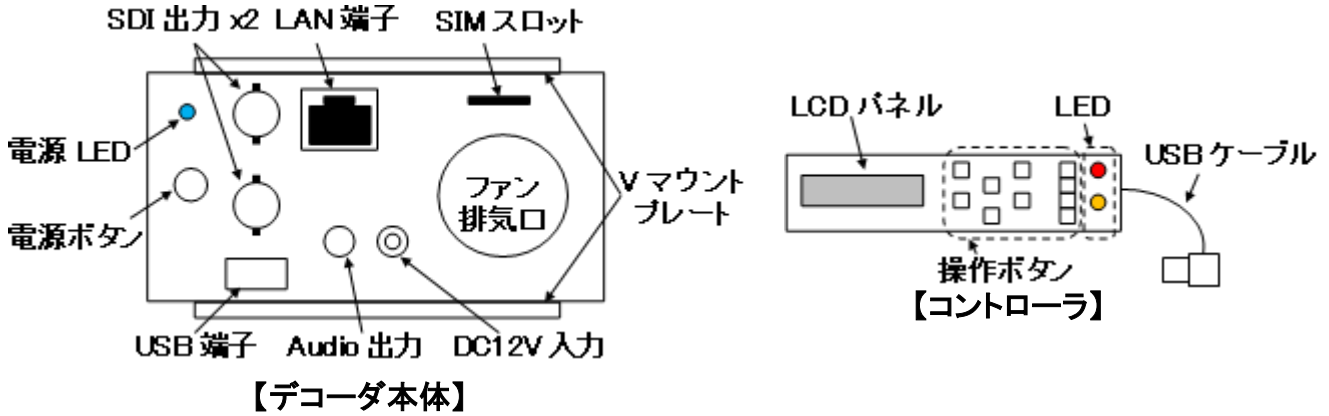 SDI 出力 x2 LAN 端子 SIM スロット
電源 LED
電源ボタン
ファン
排気口
V マウント
プレート
USB 端子 Audio 出力 DC12V 入力
【デコーダ本体】
LCD パネル
LED
USB ケーブル
操作ボタン
【コントローラ】